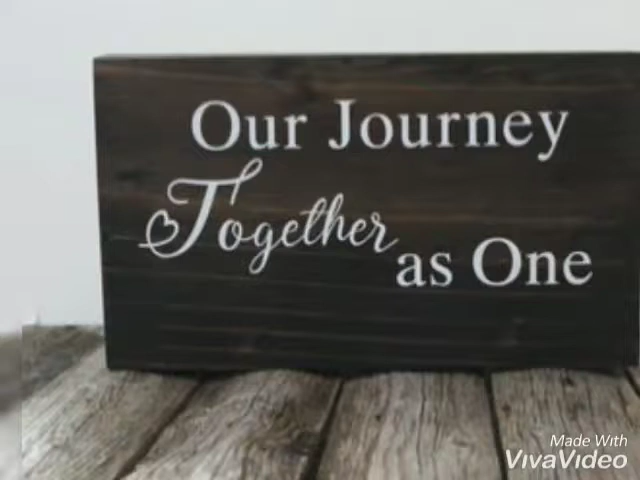 Our Journey
Together
as One
Made With
VivaVideo